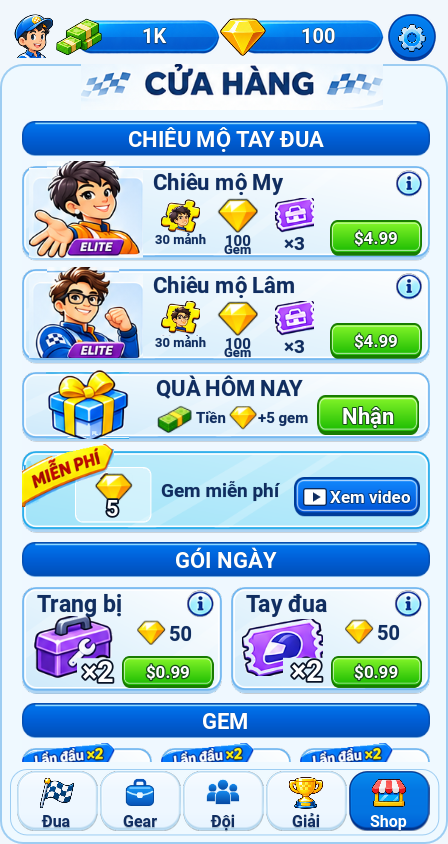 1K
100
CỬA HÀNG
CHIÊU MỘ TAY ĐUA
Chiêu mộ My
ELITE
30 mảnh
100
Gem
×3
$4.99
Chiêu mộ Lâm
ELITE
30 mảnh
100
Gem
×3
$4.99
QUÀ HÔM NAY
Tiền
+5 gem
Nhận
MIỄN PHÍ
5
Gem miễn phí
Xem video
GÓI NGÀY
Trang bị
×2
50
$0.99
Tay đua
×2
50
$0.99
GEM
Lần đầu ×2
Lần đầu ×2
Lần đầu ×2
Đua
Gear
Đội
Giải
Shop